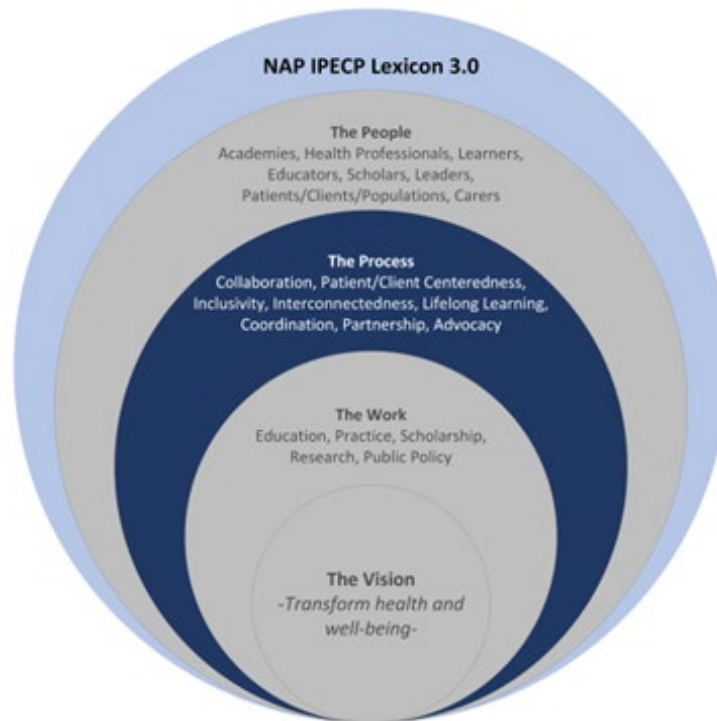 NAP IPECP Lexicon 3.0
The People
Academies, Health Professionals, Learners,
Educators, Scholars, Leaders,
Patients/Clients/Populations, Carers
The Process
Collaboration, Patient/Client Centeredness,
Inclusivity, Interconnectedness, Lifelong Learning,
Coordination, Partnership, Advocacy
The Work
Education, Practice, Scholarship,
Research, Public Policy
The Vision
-Transform health and
well-being-